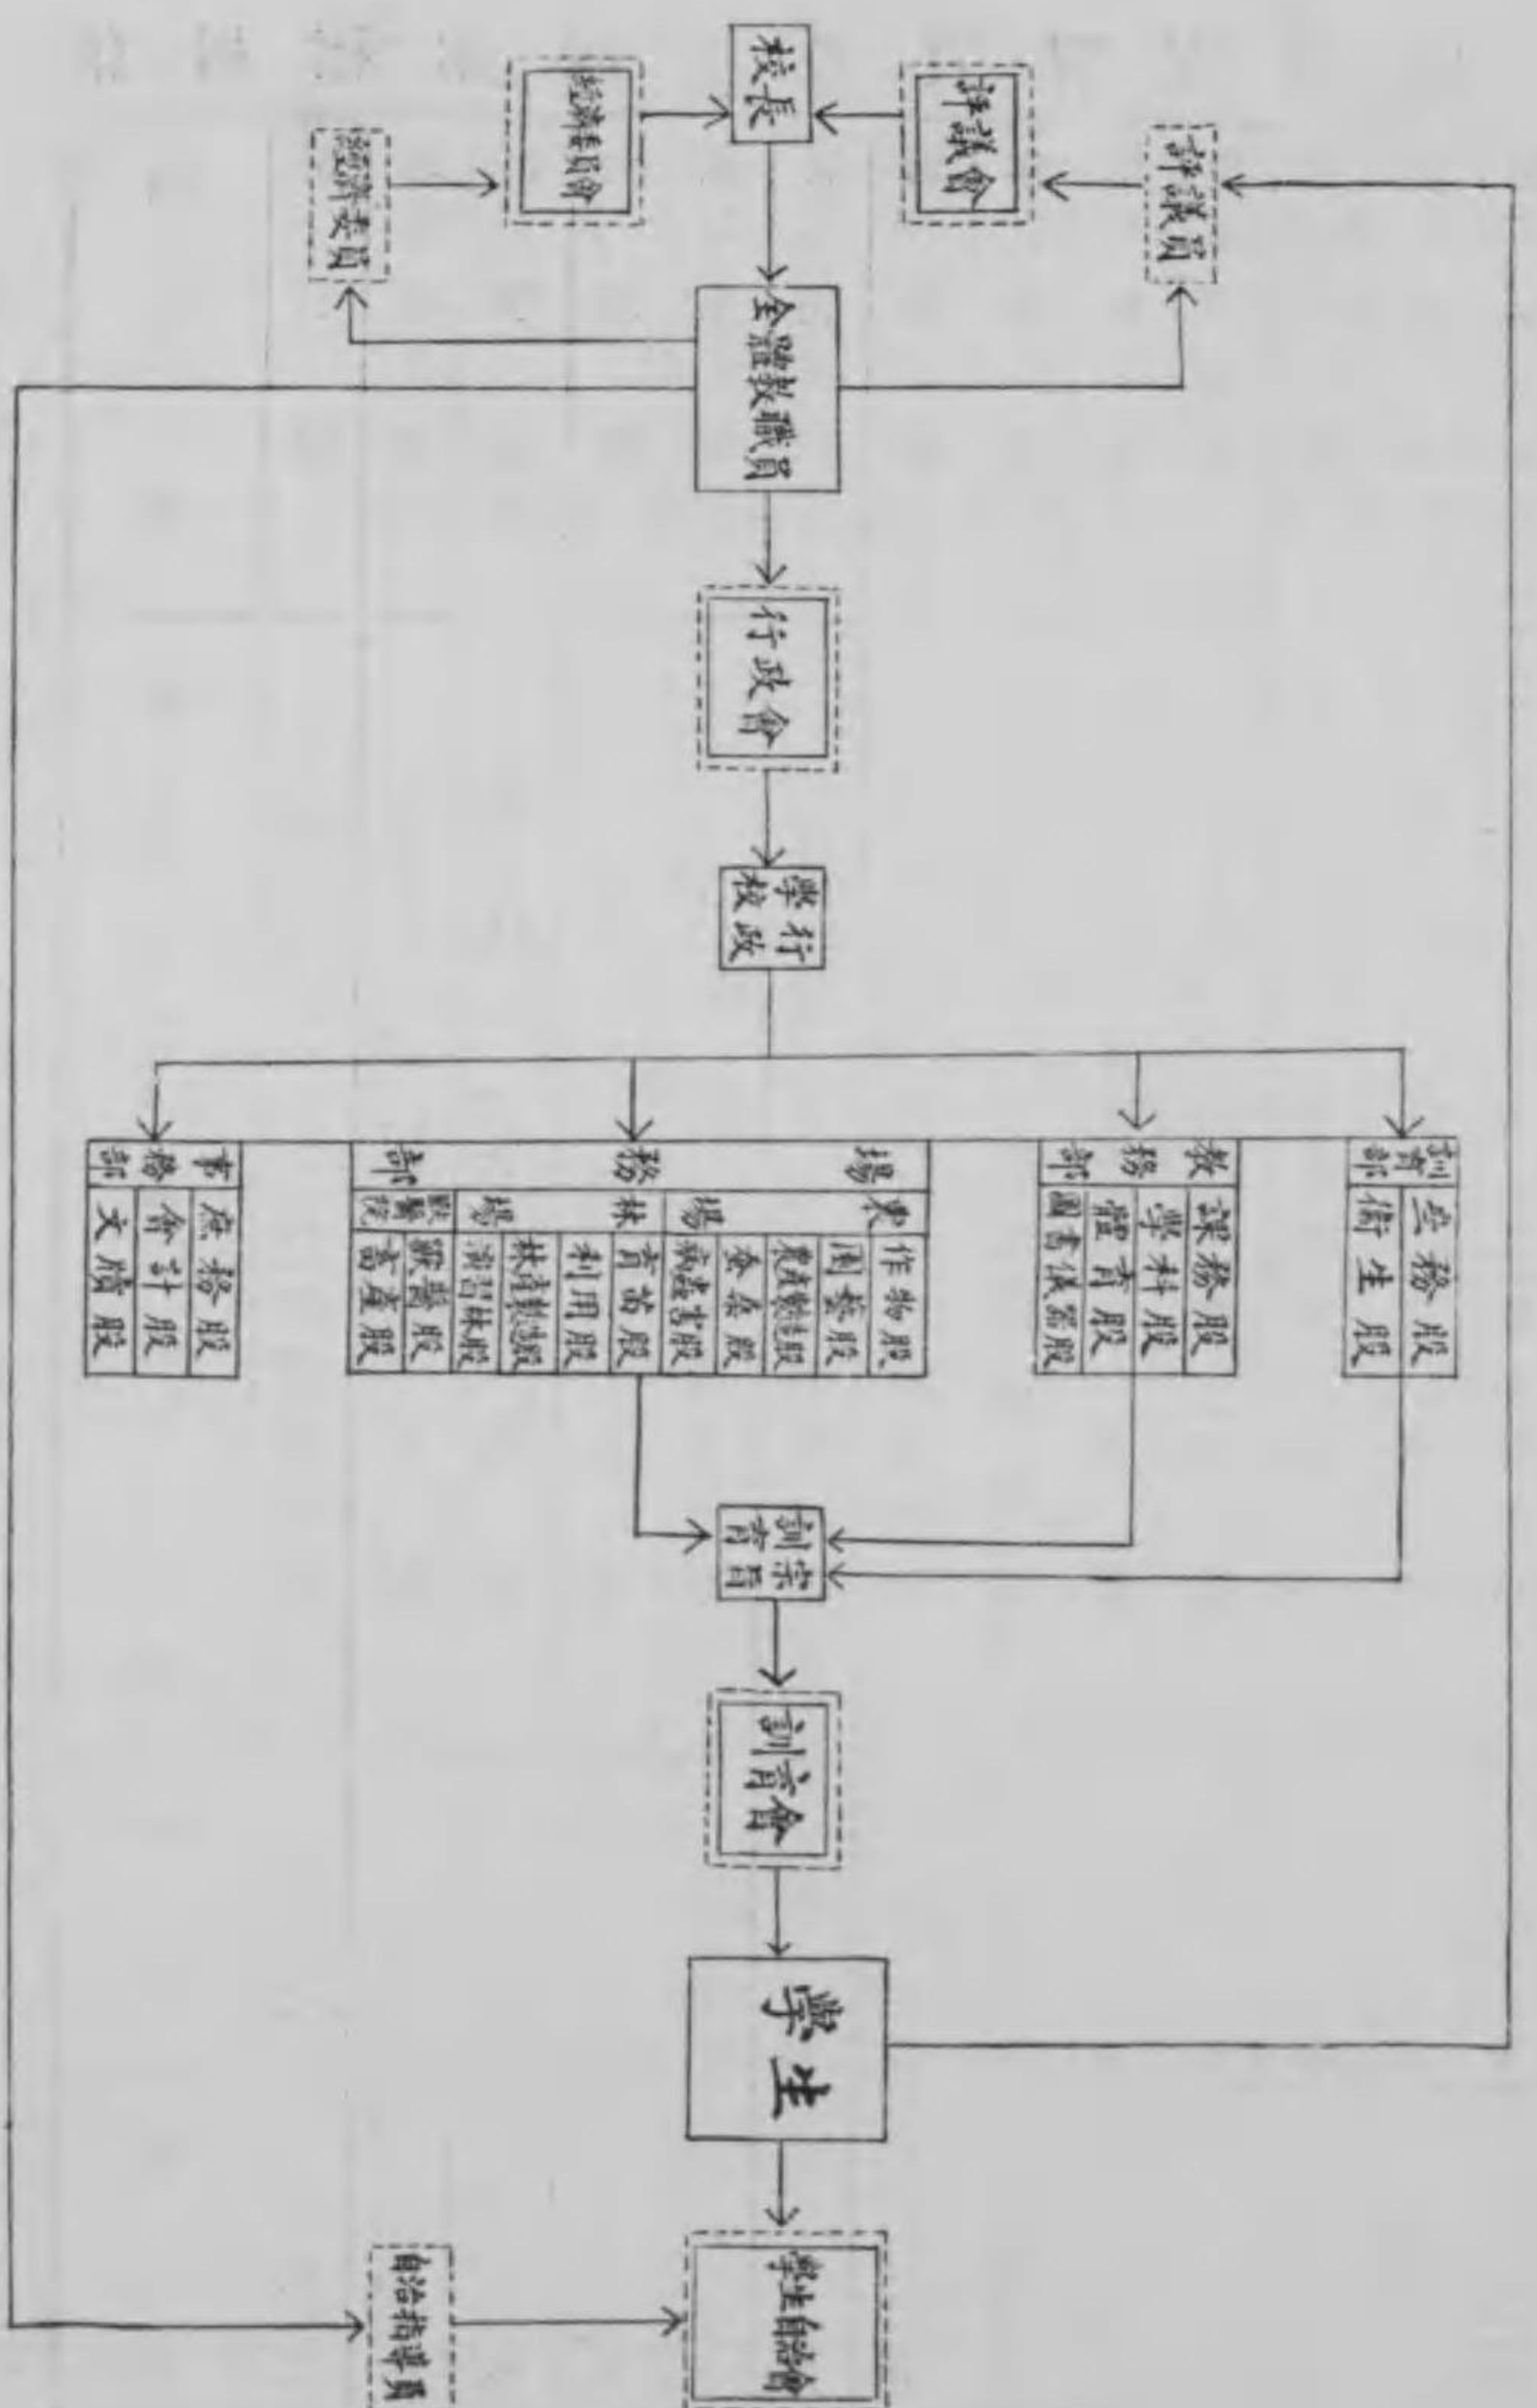 校長
評議會
評議員
經濟委員會
經濟委員
全體教職員
行政會
學校
行政
訓育部
衞生股
教務部
課務股
學科股
體育股
圖書儀器股
場務部
農場
作物股
園藝股
農產製造股
蚕桑股
病蟲害股
林場
育苗股
利用股
林產製造股
演習林股
獸醫院
獸醫股
畜產股
事務部
庶務股
會計股
文牘股
訓育
宗旨
訓育會
學生
學生自治會
自治指導員